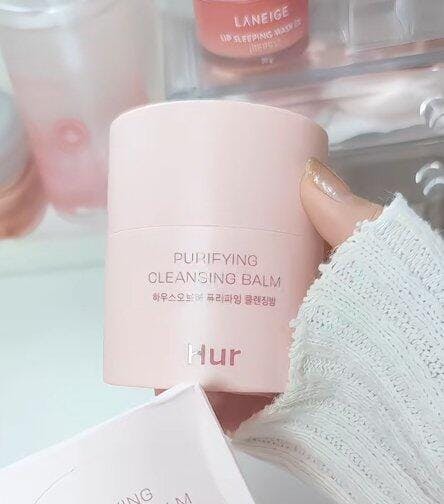 LANEIGE
LIP SLEEPING MASK EX
PURIFYING
CLEANSING BALM
하우스오브허 퓨리파잉 클렌징밤
Hur